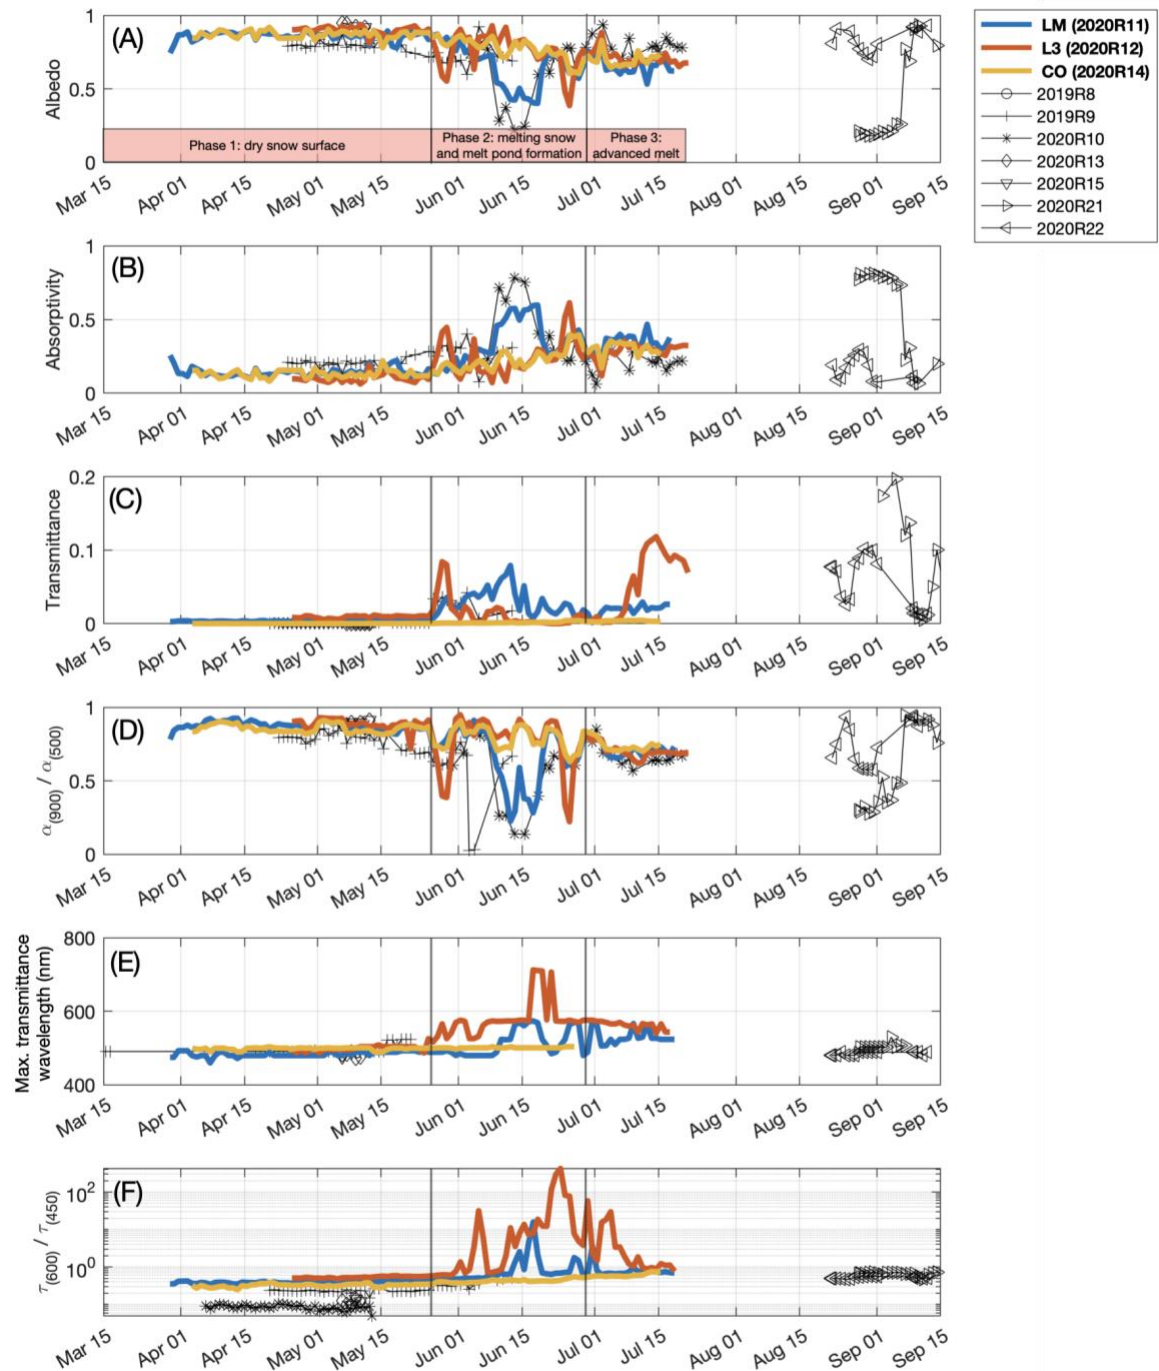 (A)
Albedo
1
0.5
0
Phase 1: dry snow surface
Phase 2: melting snow
and melt pond formation
Phase 3:
advanced melt
Mar 15 Apr 01 Apr 15 May 01 May 15 Jun 01 Jun 15 Jul 01 Jul 15 Aug 01 Aug 15 Sep 01 Sep 15
LM (2020R11)
L3 (2020R12)
CO (2020R14)
2019R8
2019R9
2020R10
2020R13
2020R15
2020R21
2020R22
(B)
Absorptivity
1
0.5
0
Mar 15 Apr 01 Apr 15 May 01 May 15 Jun 01 Jun 15 Jul 01 Jul 15 Aug 01 Aug 15 Sep 01 Sep 15
(C)
Transmittance
0.2
0.1
0
Mar 15 Apr 01 Apr 15 May 01 May 15 Jun 01 Jun 15 Jul 01 Jul 15 Aug 01 Aug 15 Sep 01 Sep 15
(D)
α(900) / α(500)
1
0.5
0
Mar 15 Apr 01 Apr 15 May 01 May 15 Jun 01 Jun 15 Jul 01 Jul 15 Aug 01 Aug 15 Sep 01 Sep 15
(E)
Max. transmittance
wavelength (nm)
800
600
400
Mar 15 Apr 01 Apr 15 May 01 May 15 Jun 01 Jun 15 Jul 01 Jul 15 Aug 01 Aug 15 Sep 01 Sep 15
(F)
τ(600) / τ(450)
10²
10⁰
Mar 15 Apr 01 Apr 15 May 01 May 15 Jun 01 Jun 15 Jul 01 Jul 15 Aug 01 Aug 15 Sep 01 Sep 15